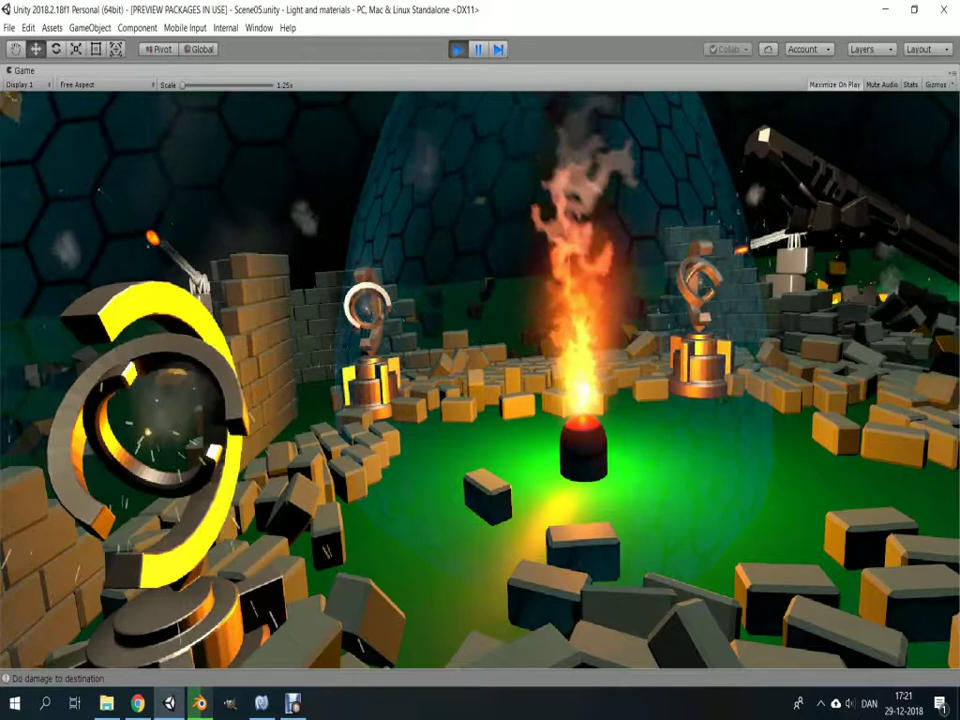 Unity 2018.2.18f1 Personal (64bit) - [PREVIEW PACKAGES IN USE] - Scene05.unity - Light and materials - PC, Mac & Linux Standalone <DX11>
File Edit Assets GameObject Component Mobile Input Internal Window Help
Pivot Global Collab Account Layers Layout
Game
Display 1 Free Aspect Scale 1.25x Maximize On Play Mute Audio Stats Gizmos
Do damage to destination
DAN
17:21
29-12-2018
1